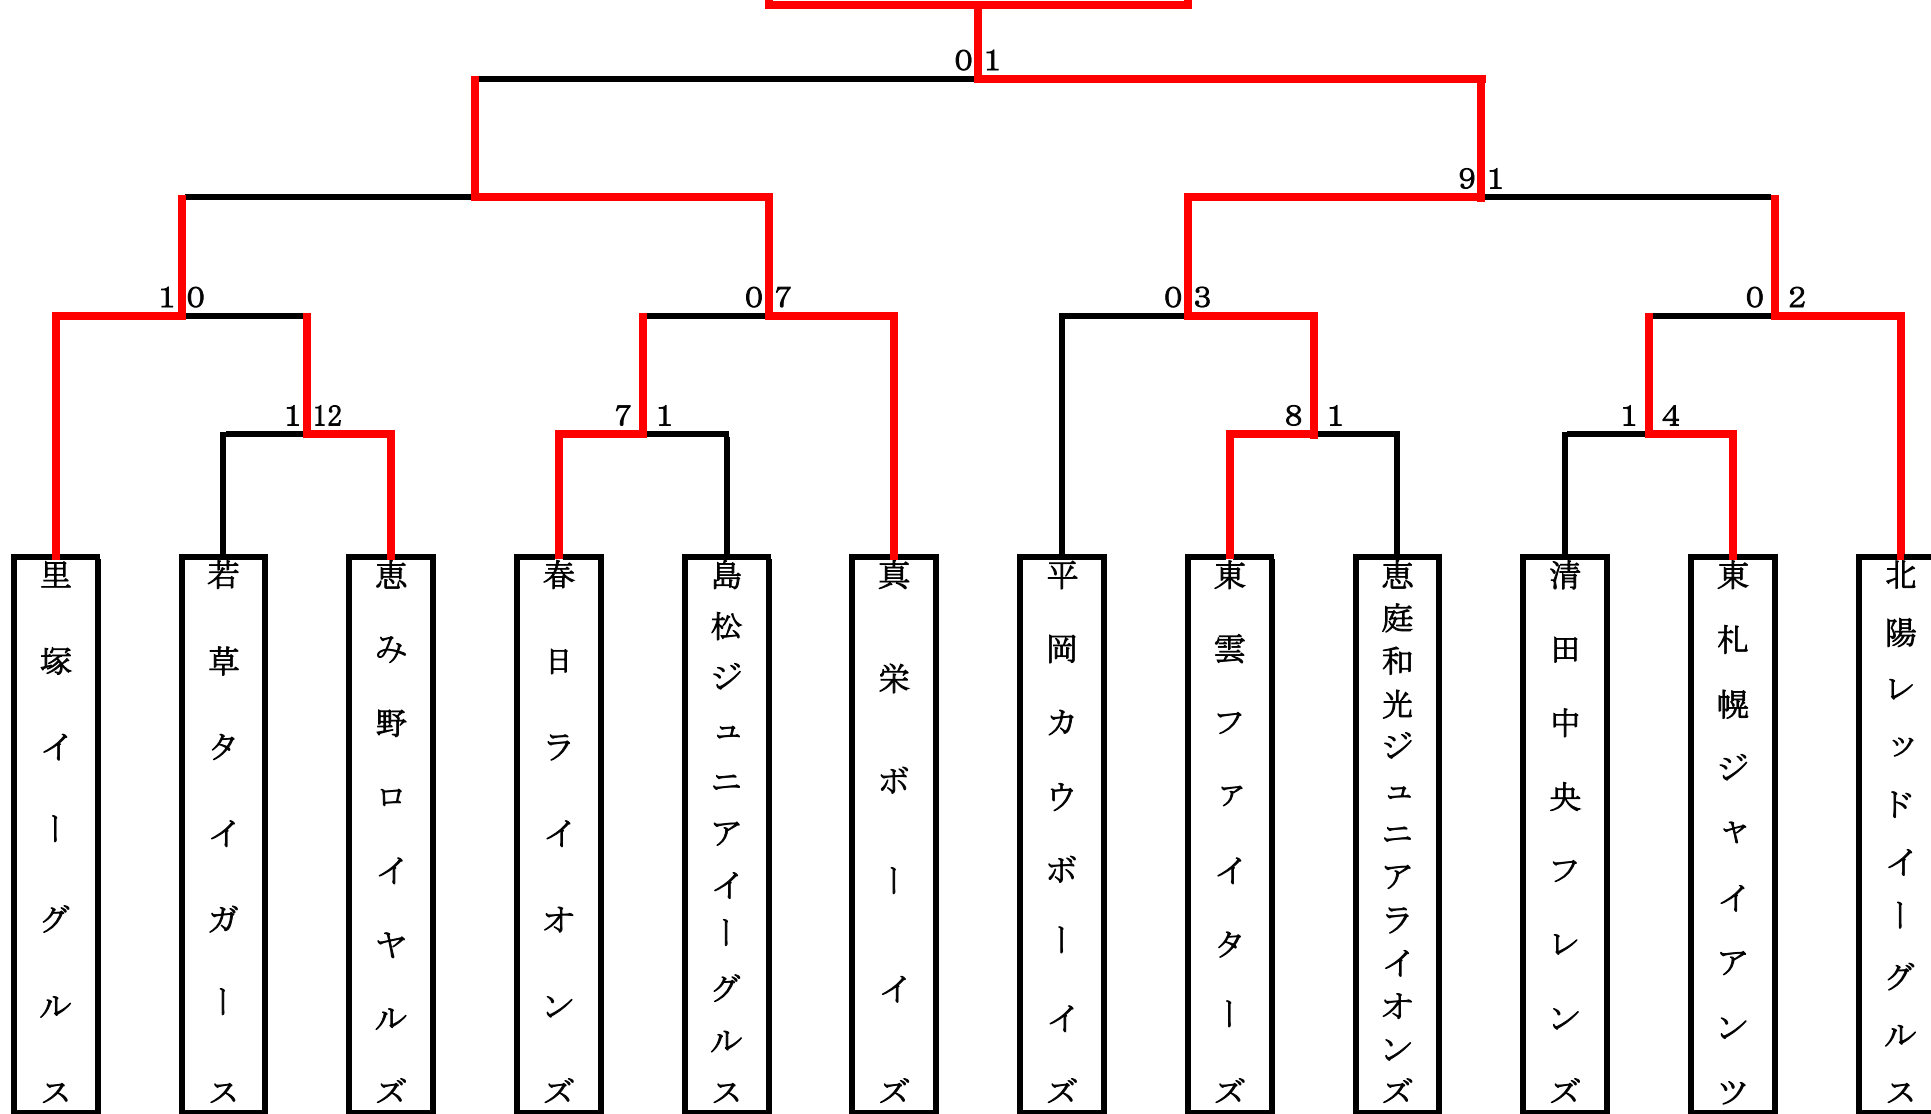 0 1
9 1
1 0
0 7
0 3
0 2
1 12
7 1
8 1
1 4
里塚イーグルス
若草タイガース
恵み野ロイヤルズ
春日ライオンズ
島松ジュニアイーグルス
真栄ボーイズ
平岡カウボーイズ
東雲ファイターズ
恵庭和光ジュニアライオンズ
清田中央フレンズ
東札幌ジャイアンツ
北陽レッドイーグルス